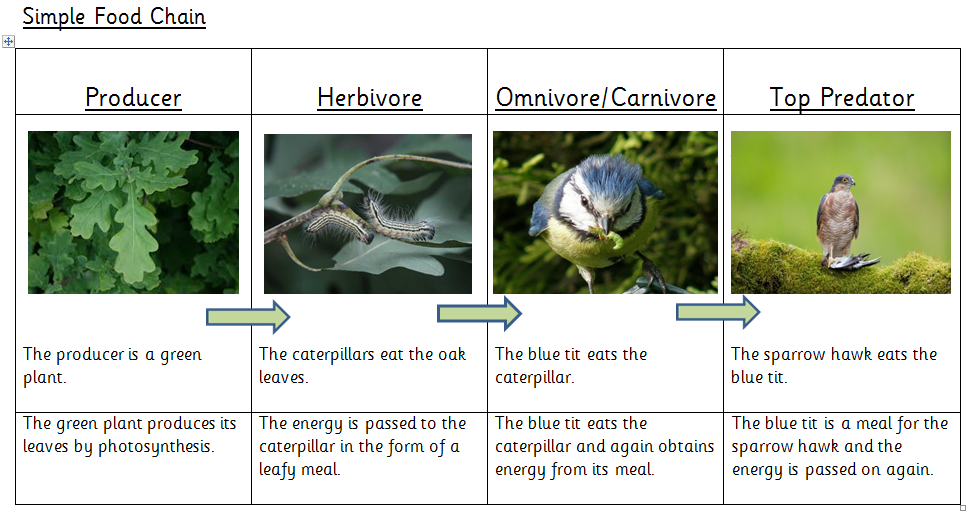 Simple Food Chain
Producer
Herbivore
Omnivore/Carnivore
Top Predator
The producer is a green
plant.
The caterpillars eat the oak
leaves.
The blue tit eats the
caterpillar.
The sparrow hawk eats the
blue tit.
The green plant produces its
leaves by photosynthesis.
The energy is passed to the
caterpillar in the form of a
leafy meal.
The blue tit eats the
caterpillar and again obtains
energy from its meal.
The blue tit is a meal for the
sparrow hawk and the
energy is passed on again.